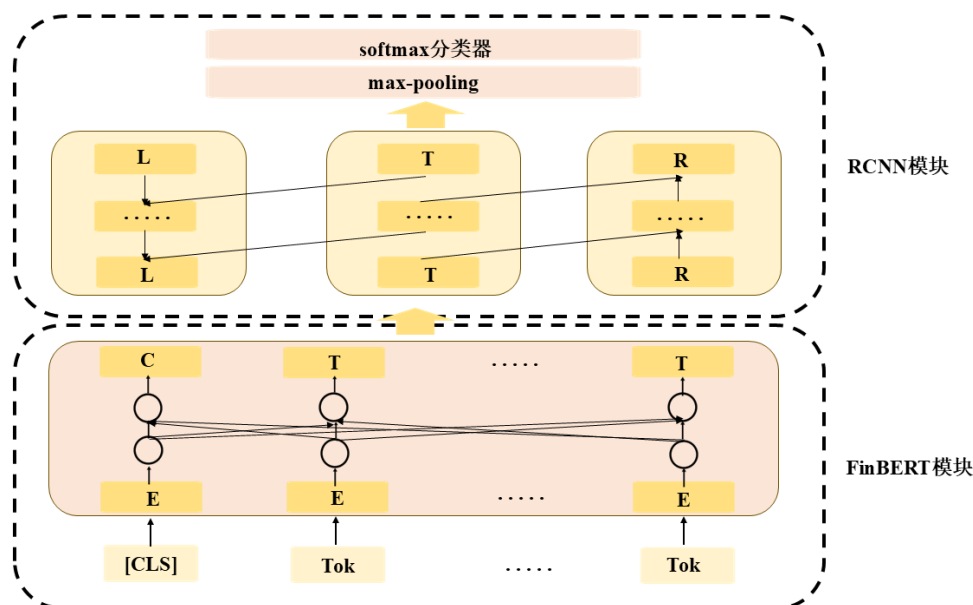 softmax分类器
max-pooling
L T R
..... ..... .....
L T R
RCNN模块
C T ..... T
E E ..... E
FinBERT模块
[CLS] Tok ..... Tok